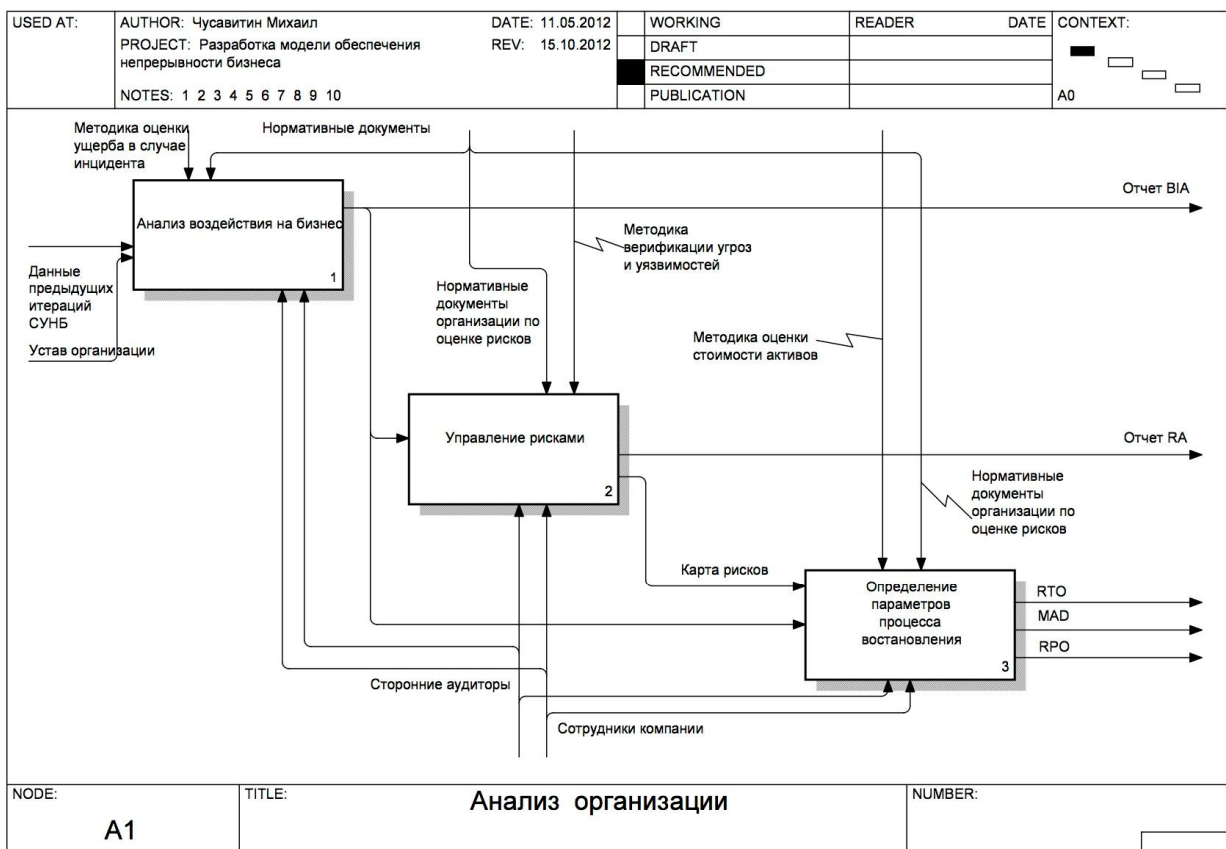 USED AT:
AUTHOR: Чусавитин Михаил
DATE: 11.05.2012
PROJECT: Разработка модели обеспечения
непрерывности бизнеса
REV: 15.10.2012
NOTES: 1 2 3 4 5 6 7 8 9 10
WORKING
DRAFT
RECOMMENDED
PUBLICATION
READER DATE
CONTEXT:
A0
Методика оценки
ущерба в случае
инцидента
Нормативные документы
Анализ воздействия на бизнес
1
Отчет BIA
Данные
предыдущих
итераций
СУНБ
Устав организации
Методика
верификации угроз
и уязвимостей
Нормативные
документы
организации по
оценке рисков
Методика оценки
стоимости активов
Управление рисками
2
Отчет RA
Нормативные
документы
организации по
оценке рисков
Карта рисков
Определение
параметров
процесса
востановления
3
RTO
MAD
RPO
Сторонние аудиторы
Сотрудники компании
NODE:
A1
TITLE:
Анализ организации
NUMBER: